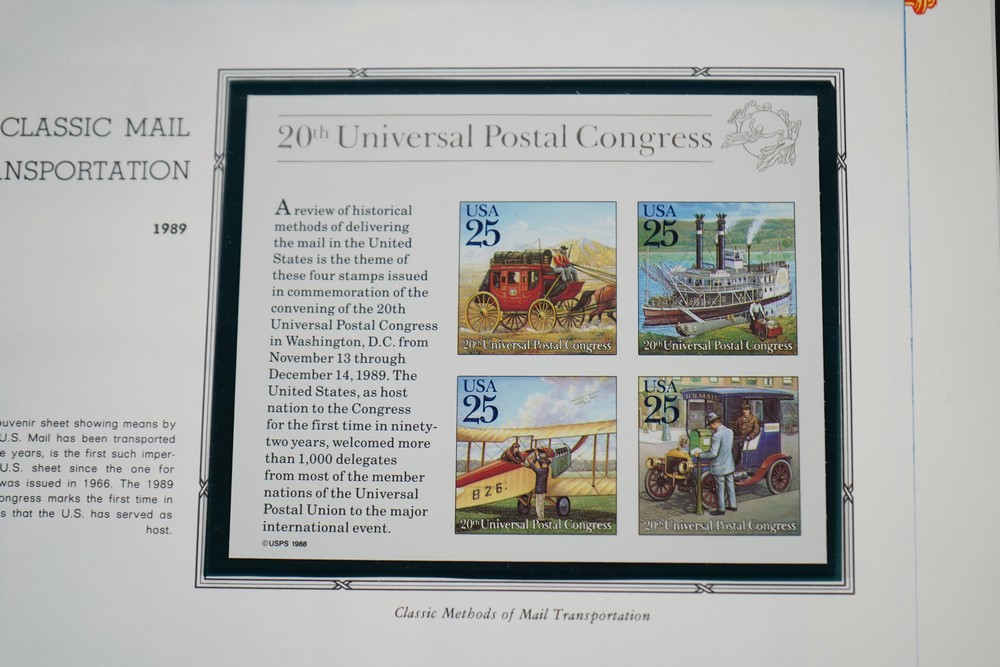 CLASSIC MAIL
1989
U.S. Mail has been transported
years, is the first such
U.S. sheet since the one for
was issued in 1966. The 1989
marks the first time in
that the U.S. has served as
host.
sheet showing means by
20th Universal Postal Congress
A review of historical
methods of delivering
the mail in the United
States is the theme of
these four stamps issued
in commemoration of the
convening of the 20th
Universal Postal Congress
in Washington, D.C. from
November 13 through
December 14, 1989. The
United States, as host
nation to the Congress
for the first time in ninety-
two years, welcomed more
than 1,000 delegates
from most of the member
nations of the Universal
Postal Union to the major
international event.
©USPS 1988
USA
25
20th Universal Postal Congress
USA
25
20th Universal Postal Congress
USA
25
826
20th Universal Postal Congress
USA
25
U.S. MAIL
20th Universal Postal Congress
Classic Methods of Mail Transportation